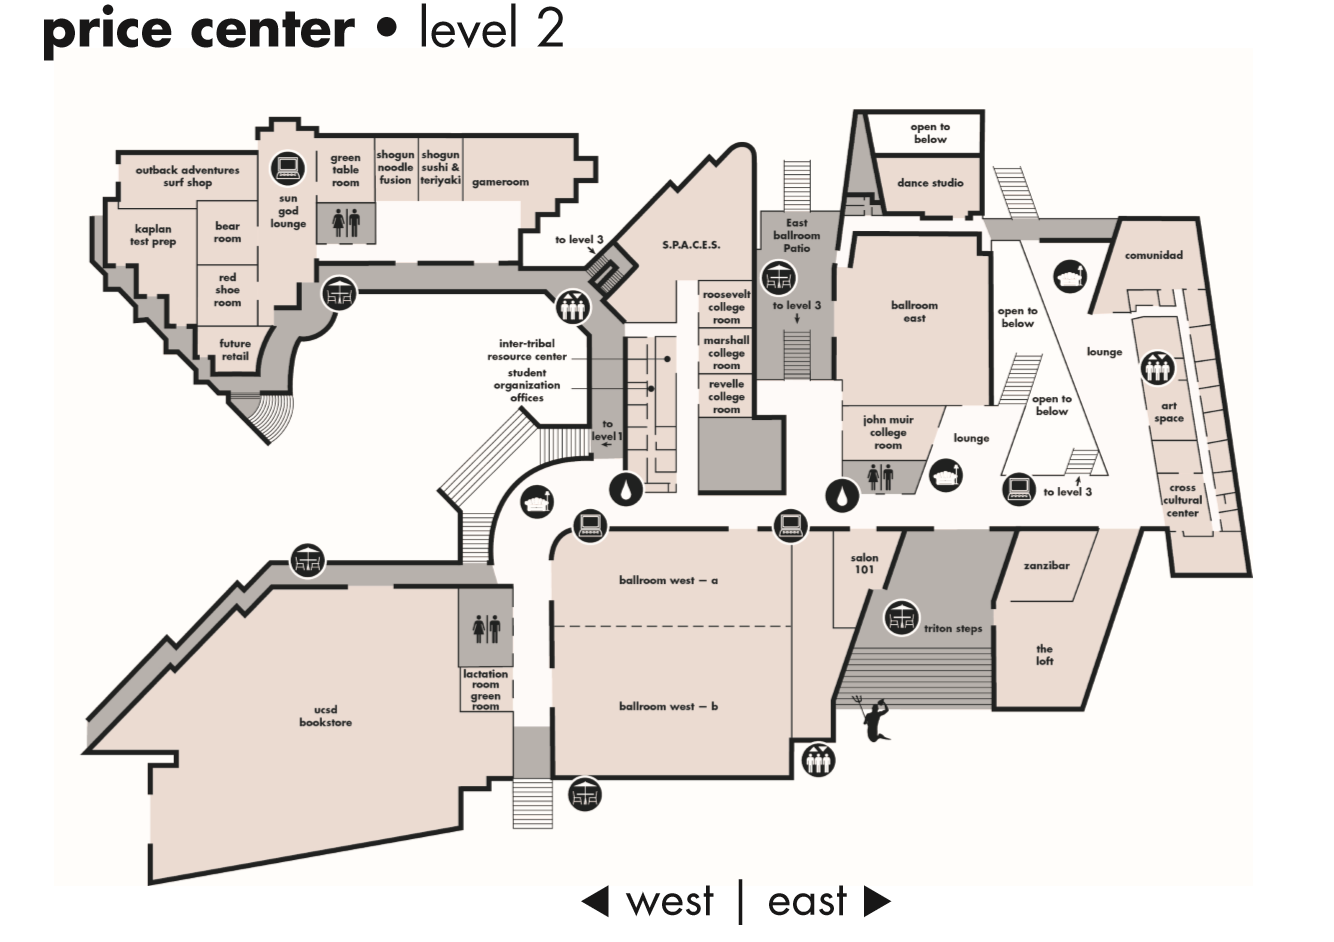 price center • level 2
outback adventures
surf shop
sun
god
lounge
green
table
room
shogun
noodle
fusion
shogun
sushi &
teriyaki
gameroom
kaplan
test prep
bear
room
red
shoe
room
future
retail
to level 3
S.P.A.C.E.S.
roosevelt
college
room
marshall
college
room
revelle
college
room
inter-tribal
resource center
student
organization
offices
to
level 1
East
ballroom
Patio
to level 3
open to
below
dance studio
ballroom
east
john muir
college
room
lounge
open to
below
open to
below
to level 3
lounge
comunidad
art
space
cross
cultural
center
ballroom west – a
ballroom west – b
salon
101
triton steps
zanzibar
the
loft
lactation
room
green
room
ucsd
bookstore
west | east